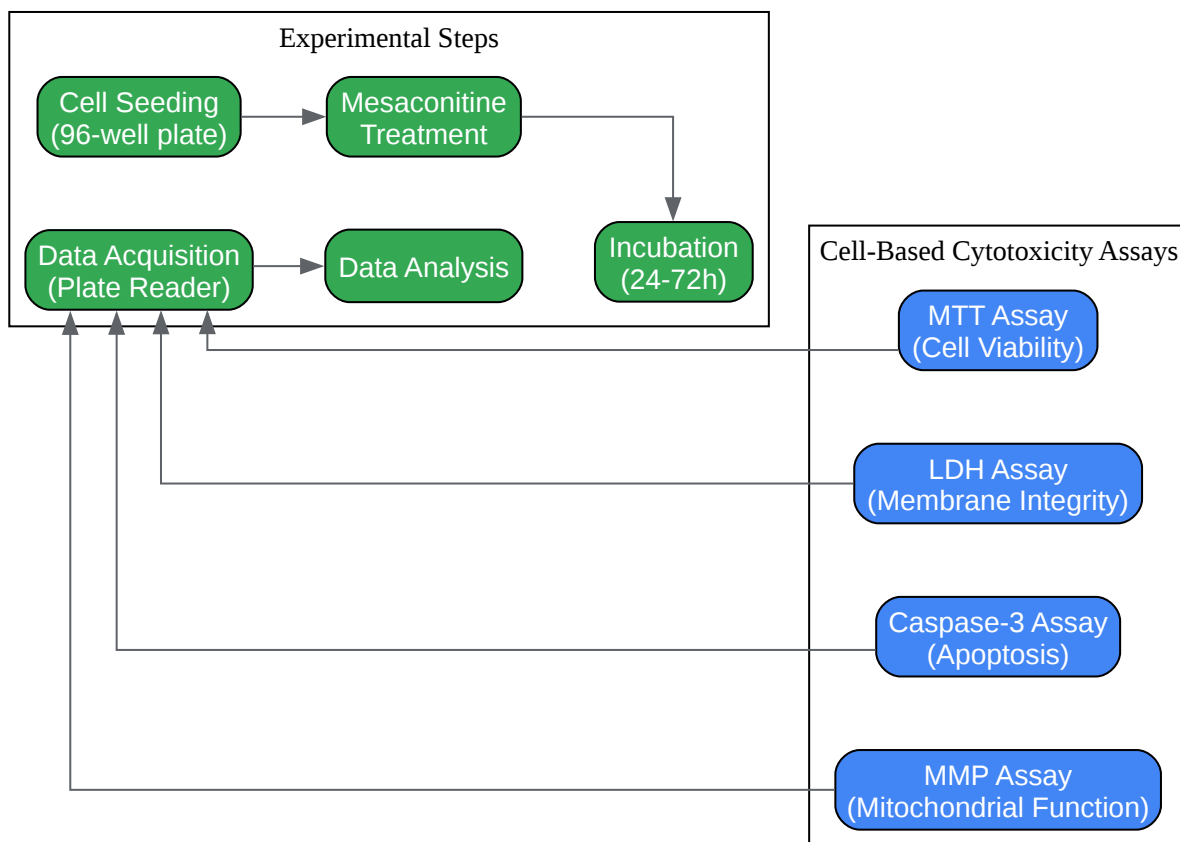 Experimental Steps
Cell Seeding
(96-well plate)
Mesaconitine
Treatment
Data Acquisition
(Plate Reader)
Data Analysis
Incubation
(24-72h)
Cell-Based Cytotoxicity Assays
MTT Assay
(Cell Viability)
LDH Assay
(Membrane Integrity)
Caspase-3 Assay
(Apoptosis)
MMP Assay
(Mitochondrial Function)